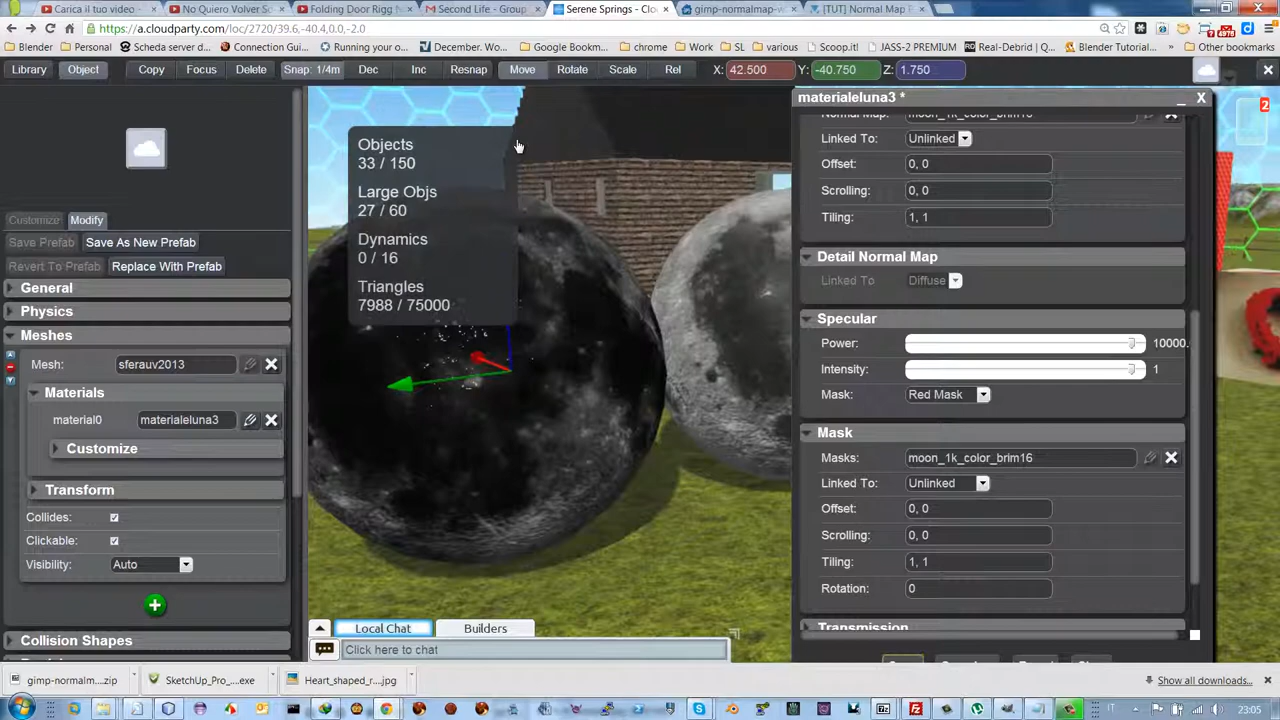 Carica il tuo video -
No Quiero Volver S
Folding Door Rigg N
Second Life - Group
Serene Springs - Clo
gimp-normalmap-w
[TUT] Normal Map F
https://a.cloudparty.com/loc/2720/39.6,-40.4,0.0,-2.0
4976
Blender
Personal
Scheda server d...
Connection Gui...
Running your o...
December. Wo...
Google Bookm...
chrome
Work
SL
various
Scoop.it!
JASS-2 PREMIUM
Real-Debrid | Q...
Blender Tutorial...
Other bookmarks
Library
Object
Copy
Focus
Delete
Snap: 1/4m
Dec
Inc
Resnap
Move
Rotate
Scale
Rel
X: 42.500
Y: -40.750
Z: 1.750
2
Objects
33 / 150
Large Objs
27 / 60
Dynamics
0 / 16
Triangles
7988 / 75000
Customize
Modify
Save Prefab
Save As New Prefab
Revert To Prefab
Replace With Prefab
General
Physics
Meshes
Mesh: sferauv2013
Materials
material0 materialeluna3
Customize
Transform
Collides:
Clickable:
Visibility: Auto
Collision Shapes
materialeluna3 *
X
Normal Map: moon_1k_color_brim16
Linked To: Unlinked
Offset: 0, 0
Scrolling: 0, 0
Tiling: 1, 1
Detail Normal Map
Linked To Diffuse
Specular
Power: 10000.
Intensity: 1
Mask: Red Mask
Mask
Masks: moon_1k_color_brim16
Linked To: Unlinked
Offset: 0, 0
Scrolling: 0, 0
Tiling: 1, 1
Rotation: 0
Transmission
Local Chat
Builders
Click here to chat
gimp-normalm....zip
SketchUp_Pro_....exe
Heart_shaped_r....jpg
Show all downloads...
IT
23:05